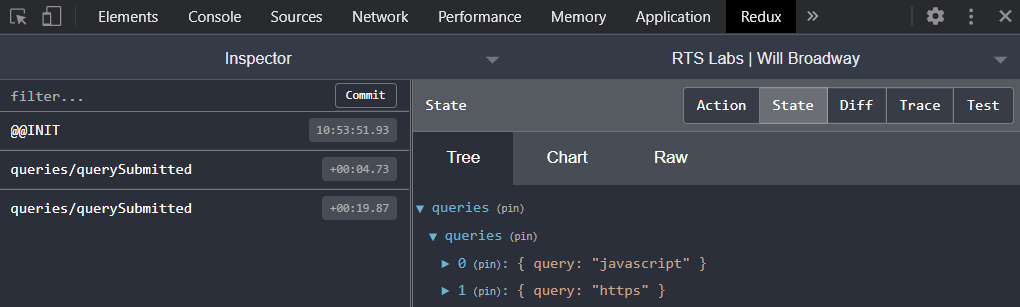 Elements Console Sources Network Performance Memory Application Redux »
Inspector RTS Labs | Will Broadway
filter... Commit
State Action State Diff Trace Test
@@INIT 10:53:51.93
queries/querySubmitted +00:04.73
queries/querySubmitted +00:19.87
Tree Chart Raw
▼ queries (pin)
▼ queries (pin)
▶ 0 (pin): { query: "javascript" }
▶ 1 (pin): { query: "https" }